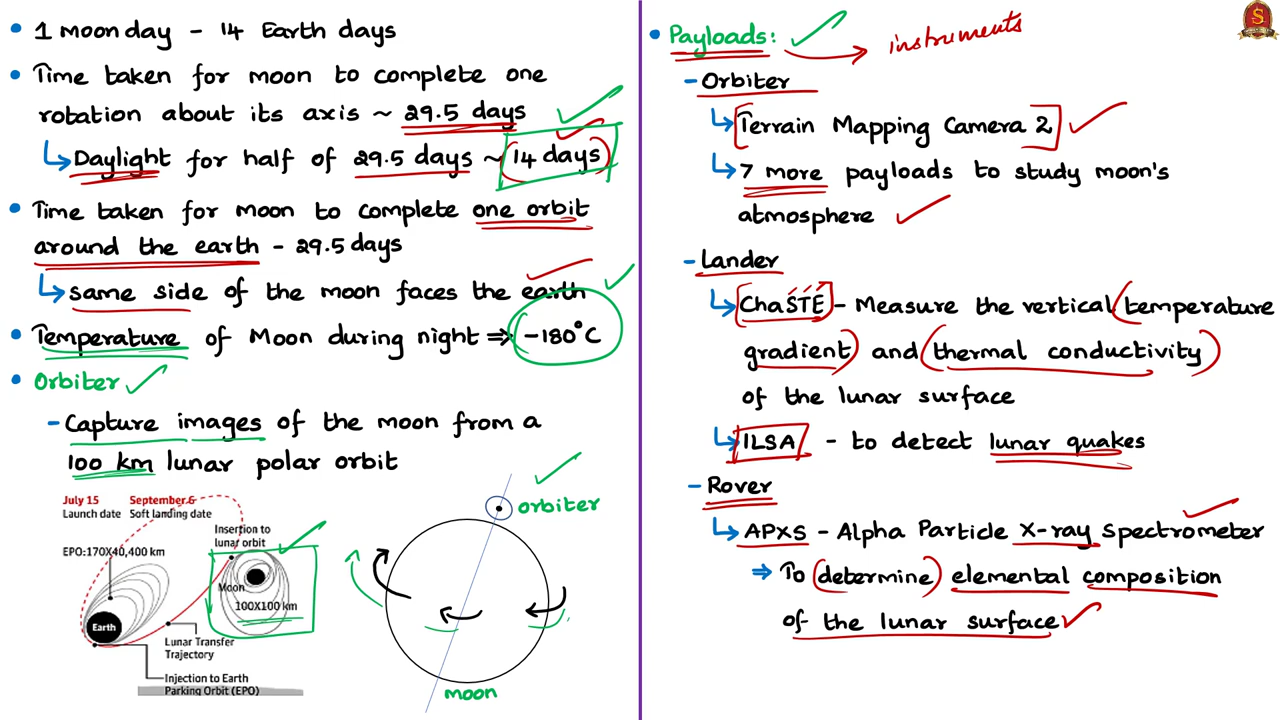 1 moon day - 14 Earth days
Time taken for moon to complete one
rotation about its axis ~ 29.5 days
Daylight for half of 29.5 days ~ 14 days
Time taken for moon to complete one orbit
around the earth - 29.5 days
same side of the moon faces the earth
Temperature of Moon during night ⇒ -180°C
Orbiter
- Capture images of the moon from a
100 km lunar polar orbit
July 15
Launch date
September 6
Soft landing date
Insertion to
lunar orbit
EPO:170X40,400 km
Moon
100X100 km
Earth
Lunar Transfer
Trajectory
Injection to Earth
Parking Orbit (EPO)
orbiter
moon
Payloads: → instruments
- Orbiter
Terrain Mapping Camera 2
7 more payloads to study moon's
atmosphere
- Lander
ChaSTE - Measure the vertical (temperature
gradient) and (thermal conductivity)
of the lunar surface
ILSA - to detect lunar quakes
- Rover
APXS - Alpha Particle X-ray Spectrometer
⇒ To (determine) elemental composition
of the lunar surface